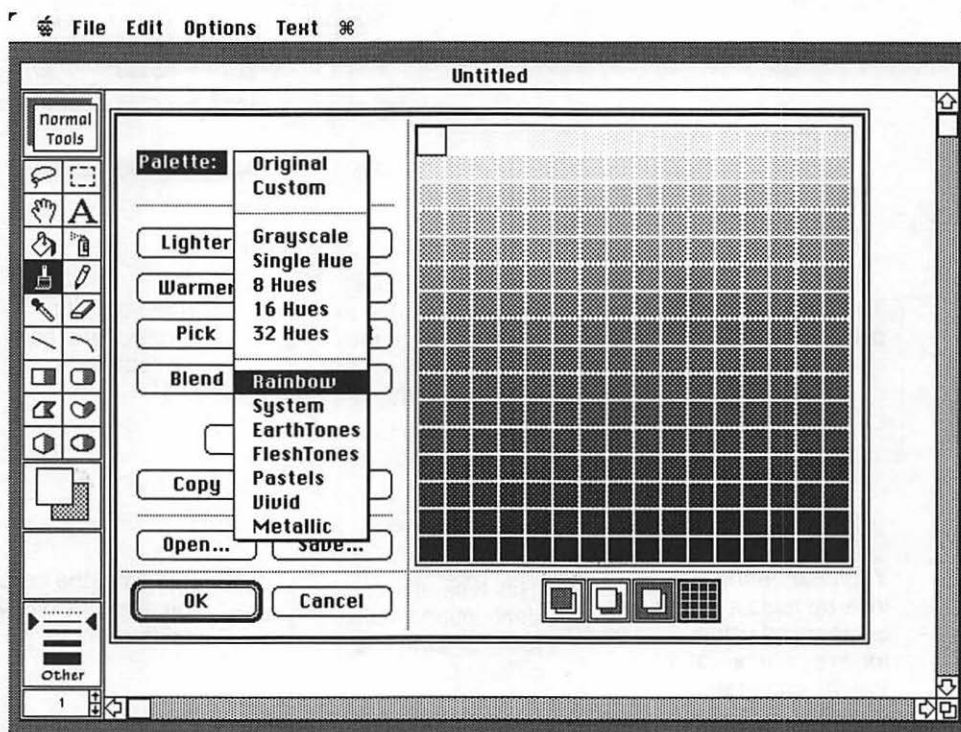 File Edit Options Text ⌘
Untitled
Normal
Tools
A
Palette:
Original
Custom
Grayscale
Single Hue
8 Hues
16 Hues
32 Hues
Rainbow
System
EarthTones
FleshTones
Pastels
Vivid
Metallic
Lighter
Warmer
Pick
Blend
Copy
Open...
Save...
OK
Cancel
Other
1